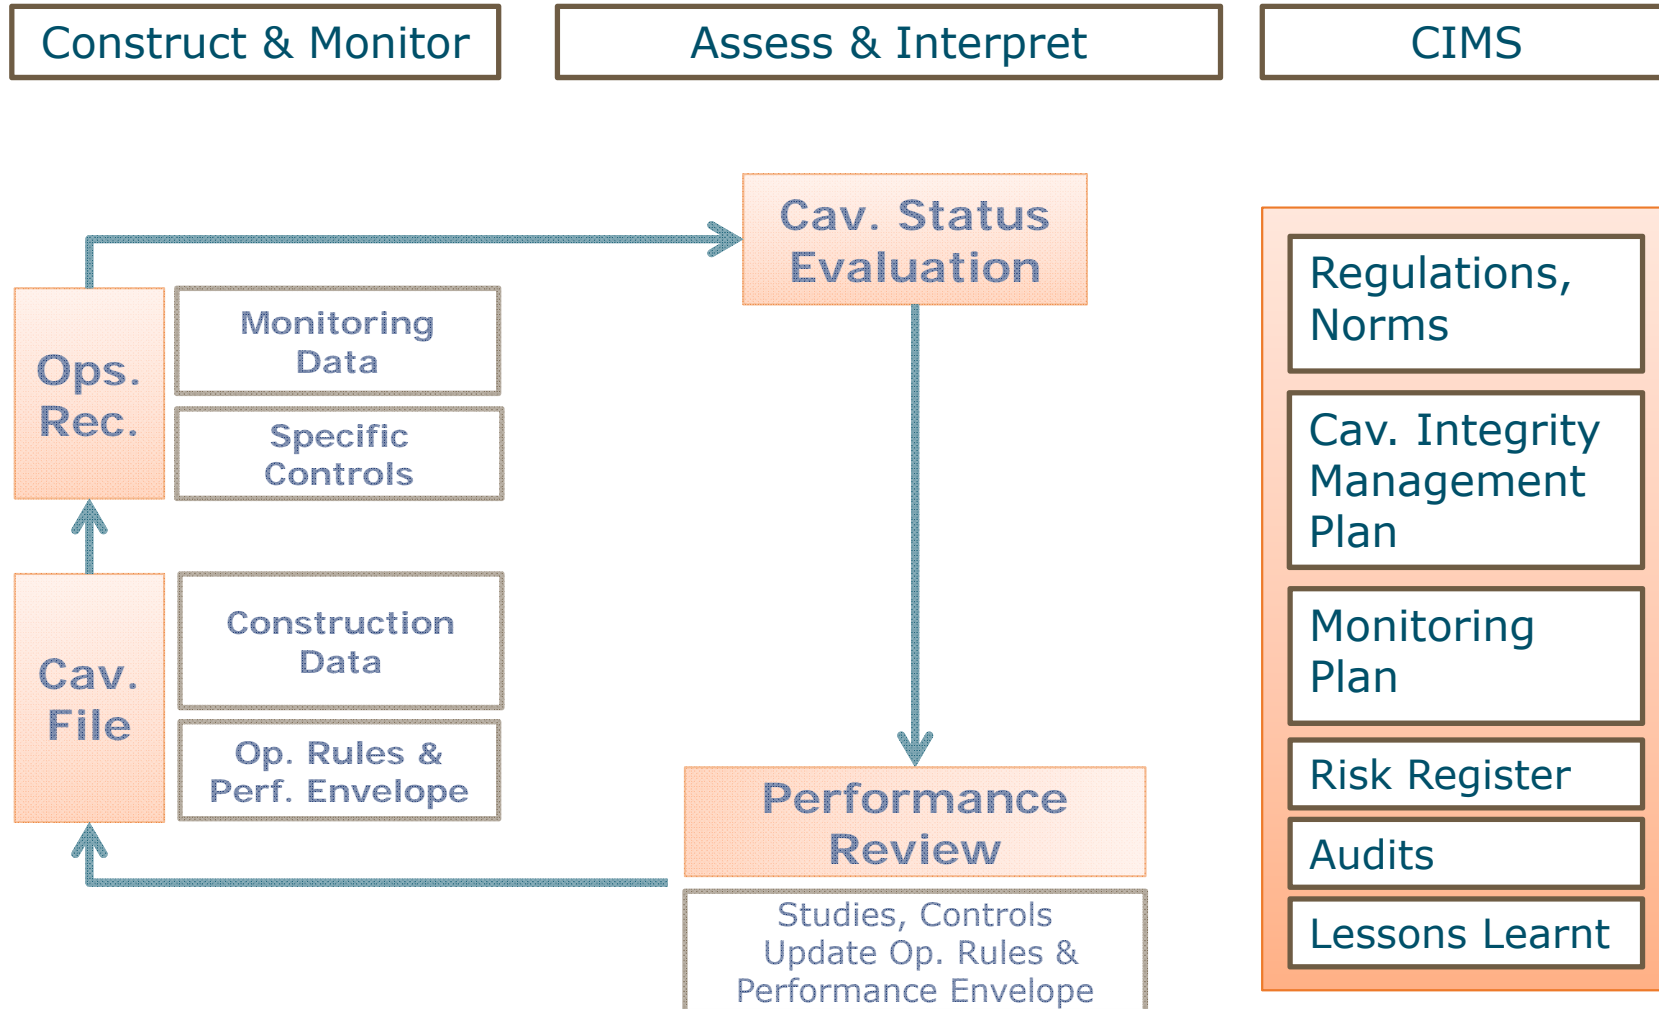 Construct & Monitor
Assess & Interpret
CIMS
Cav. Status
Evaluation
Ops.
Rec.
Monitoring
Data
Specific
Controls
Cav.
File
Construction
Data
Op. Rules &
Perf. Envelope
Performance
Review
Studies, Controls
Update Op. Rules &
Performance Envelope
Regulations,
Norms
Cav. Integrity
Management
Plan
Monitoring
Plan
Risk Register
Audits
Lessons Learnt